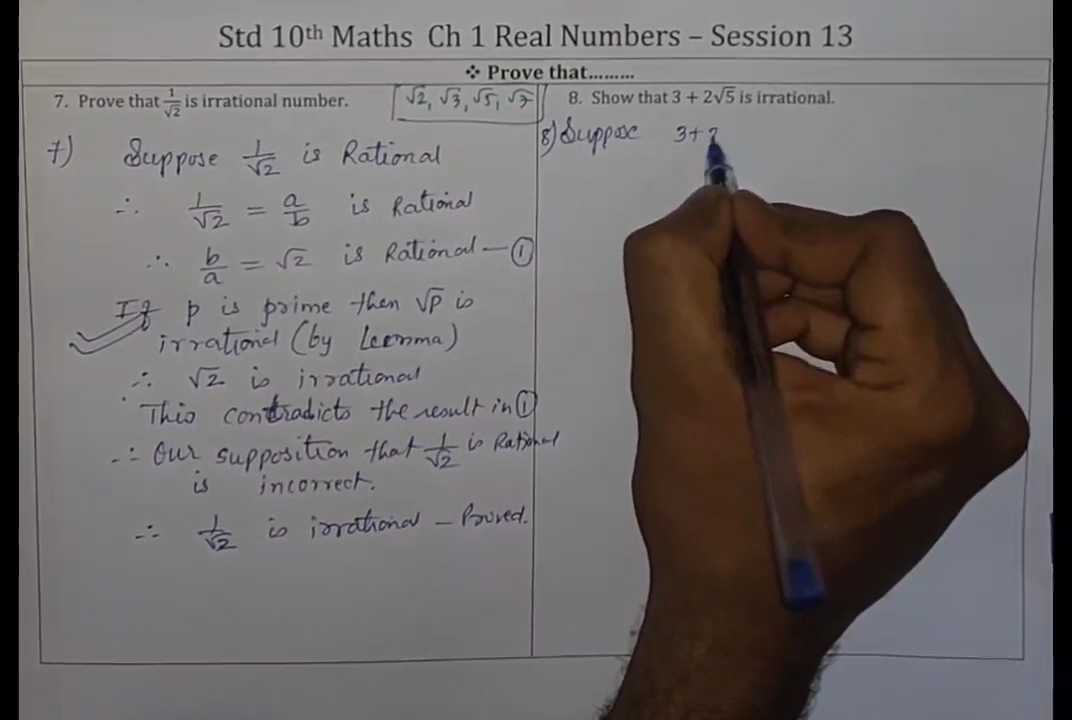 Std 10th Maths Ch 1 Real Numbers – Session 13
❖ Prove that.........
7. Prove that 1/√2 is irrational number.
√2, √3, √5, √7
7) Suppose 1/√2 is Rational
∴ 1/√2 = a/b is Rational
∴ b/a = √2 is Rational — ①
If p is prime then √p is
irrational (by Lemma)
∴ √2 is irrational
This contradicts the result in ①
∴ Our supposition that 1/√2 is Rational
is incorrect.
∴ 1/√2 is irrational – Proved.
8. Show that 3 + 2√5 is irrational.
8) Suppose 3+2